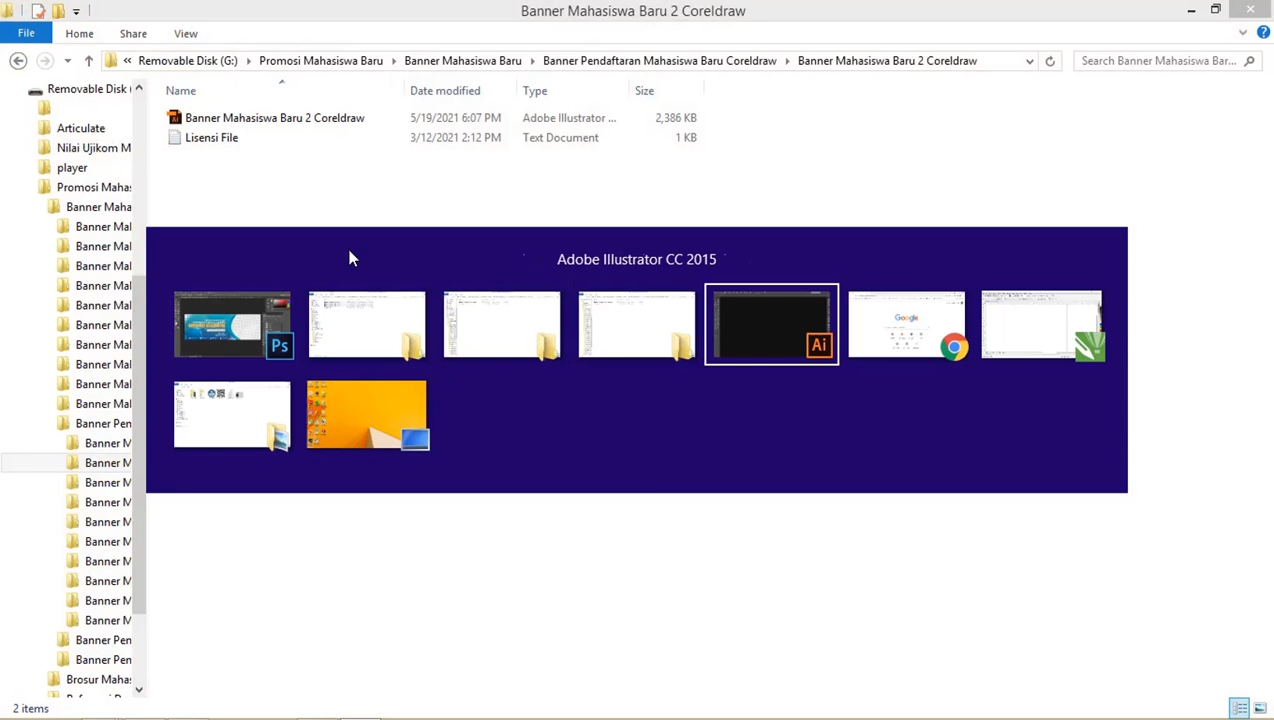 Banner Mahasiswa Baru 2 Coreldraw
File Home Share View
« Removable Disk (G:) Promosi Mahasiswa Baru Banner Mahasiswa Baru Banner Pendaftaran Mahasiswa Baru Coreldraw Banner Mahasiswa Baru 2 Coreldraw
Search Banner Mahasiswa Bar...
Name Date modified Type Size
Banner Mahasiswa Baru 2 Coreldraw 5/19/2021 6:07 PM Adobe Illustrator ... 2,386 KB
Lisensi File 3/12/2021 2:12 PM Text Document 1 KB
Removable Disk (
Articulate
Nilai Ujikom M
player
Promosi Mahas
Banner Maha
Banner Mal
Banner Mal
Banner Mal
Banner Mal
Banner Mal
Banner Mal
Banner Mal
Banner Mal
Banner Mal
Banner Mal
Banner Pen
Banner M
Banner M
Banner M
Banner M
Banner M
Banner M
Banner M
Banner M
Banner M
Banner M
Banner Pen
Banner Pen
Brosur Mahas
Adobe Illustrator CC 2015
Ps
Ai
Google
2 items